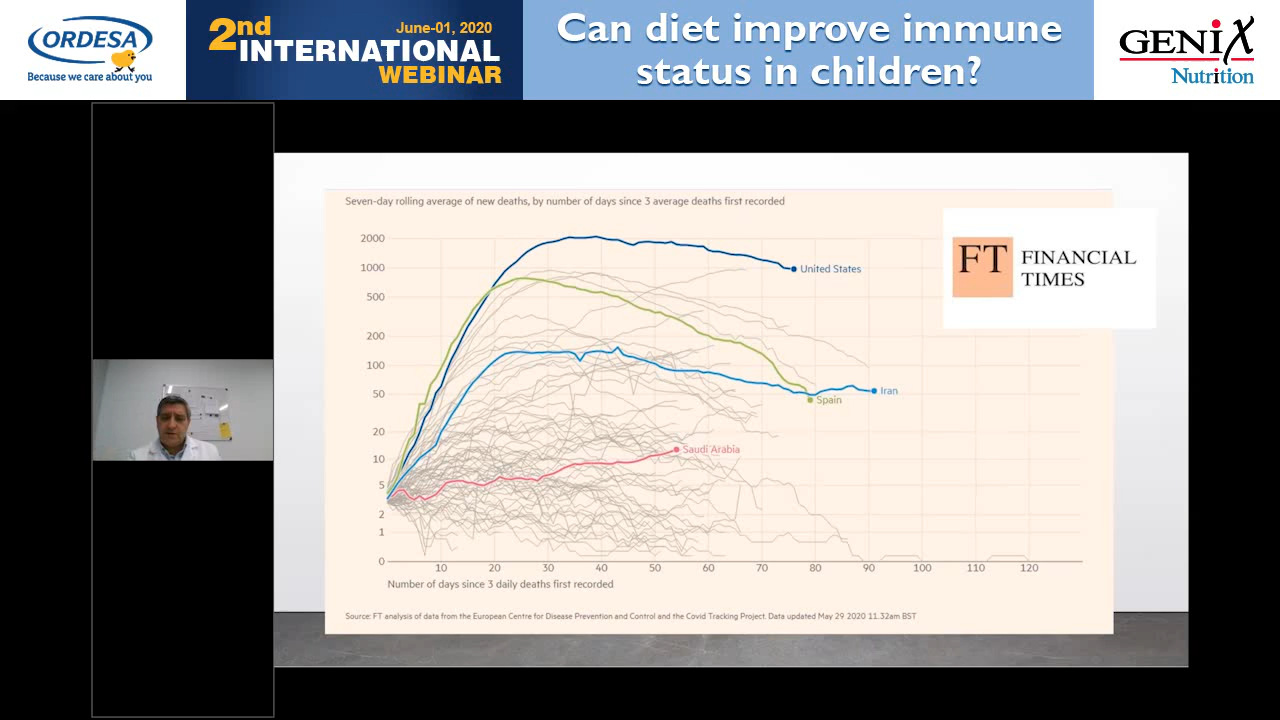 ORDESA
Because we care about you
2nd
June-01, 2020
INTERNATIONAL
WEBINAR
Can diet improve immune
status in children?
GENIX
Nutrition
Seven-day rolling average of new deaths, by number of days since 3 average deaths first recorded
FT
FINANCIAL
TIMES
2000
1000
500
200
100
50
20
10
5
2
1
0
United States
Iran
Spain
Saudi Arabia
10 20 30 40 50 60 70 80 90 100 110 120
Number of days since 3 daily deaths first recorded
Source: FT analysis of data from the European Centre for Disease Prevention and Control and the Covid Tracking Project. Data updated May 29 2020 11.32am BST